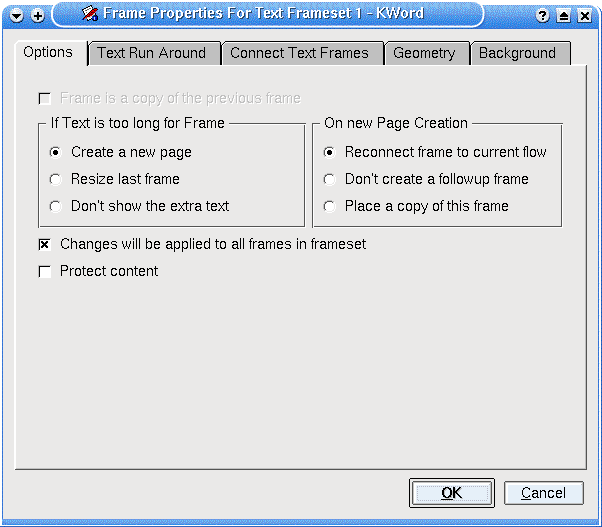 Frame Properties For Text Frameset 1 - KWord
Options Text Run Around Connect Text Frames Geometry Background
Frame is a copy of the previous frame
If Text is too long for Frame
Create a new page
Resize last frame
Don't show the extra text
On new Page Creation
Reconnect frame to current flow
Don't create a followup frame
Place a copy of this frame
Changes will be applied to all frames in frameset
Protect content
OK Cancel